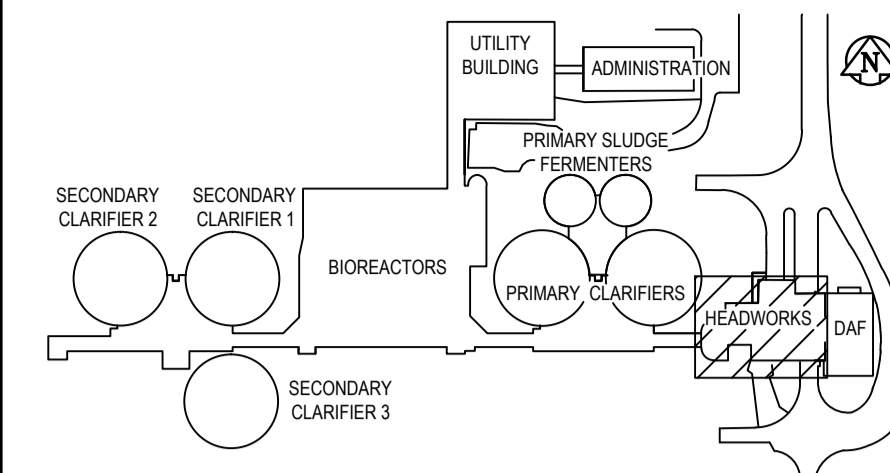 UTILITY
BUILDING
ADMINISTRATION
N
PRIMARY SLUDGE
FERMENTERS
SECONDARY
CLARIFIER 2
SECONDARY
CLARIFIER 1
BIOREACTORS
PRIMARY CLARIFIERS
HEADWORKS
DAF
SECONDARY
CLARIFIER 3